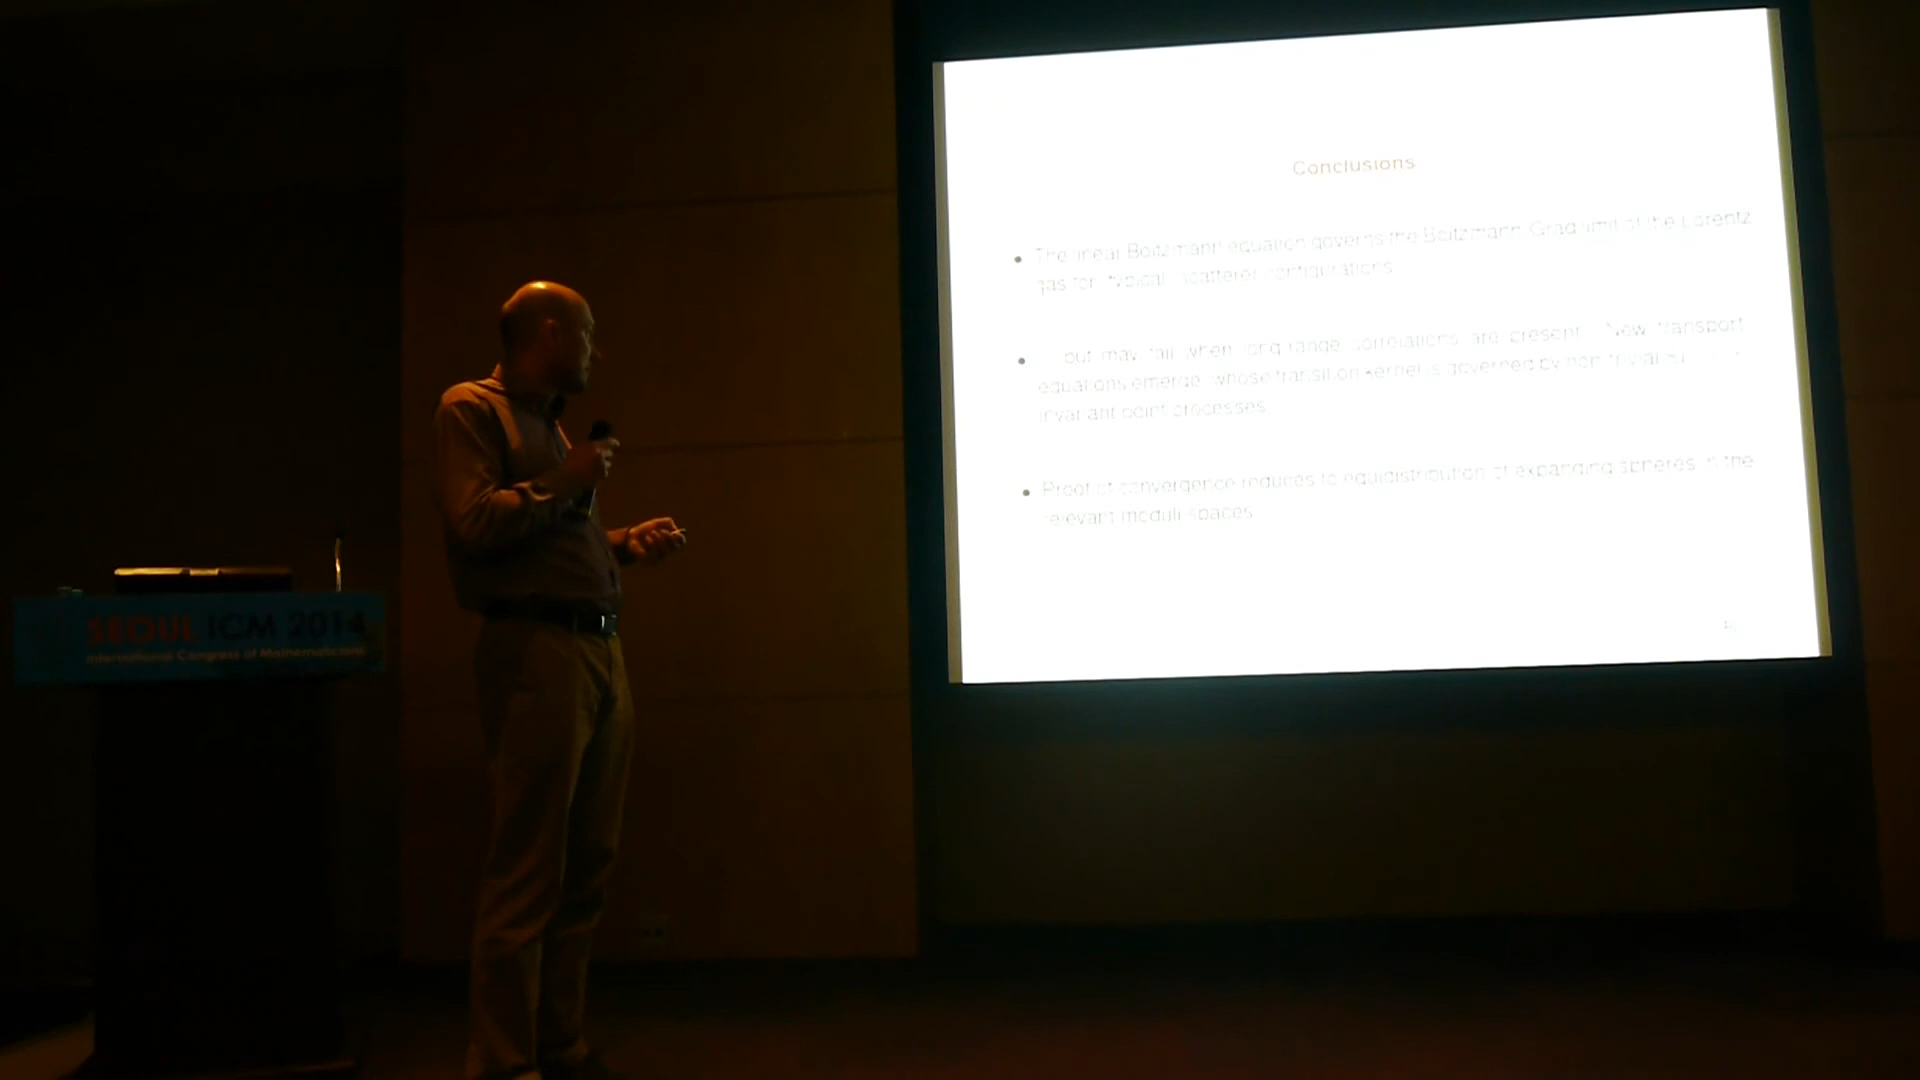 Conclusions
• The linear Boltzmann equation governs the Boltzmann-Grad limit of the Lorentz
gas for "typical" scatterer configurations
• but may fail when long-range correlations are present. New transport
equations emerge, whose transition kernel is governed by non-trivial
invariant point processes.
• Proof of convergence reduces to equidistribution of expanding spheres in the
relevant moduli spaces.
SEOUL ICM 2014
International Congress of Mathematicians